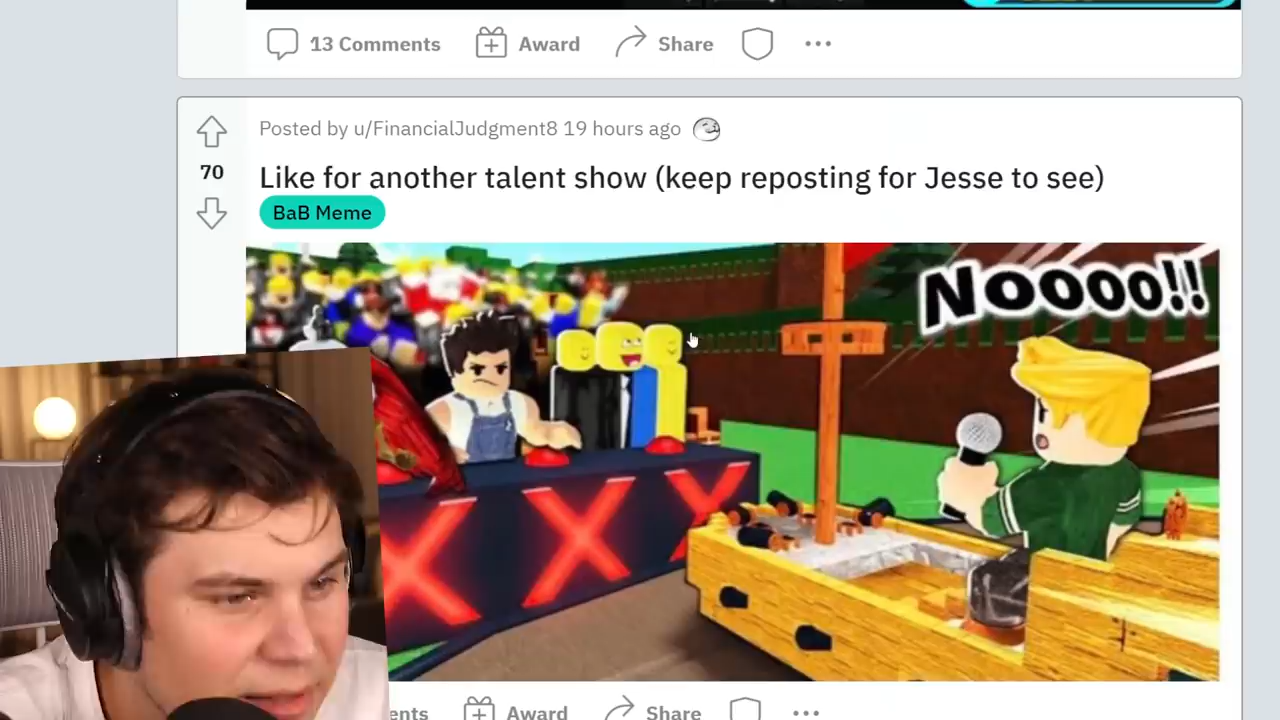 13 Comments Award Share
Posted by u/FinancialJudgment8 19 hours ago
70
Like for another talent show (keep reposting for Jesse to see)
BaB Meme
Noooo!!
X X X
ents Award Share